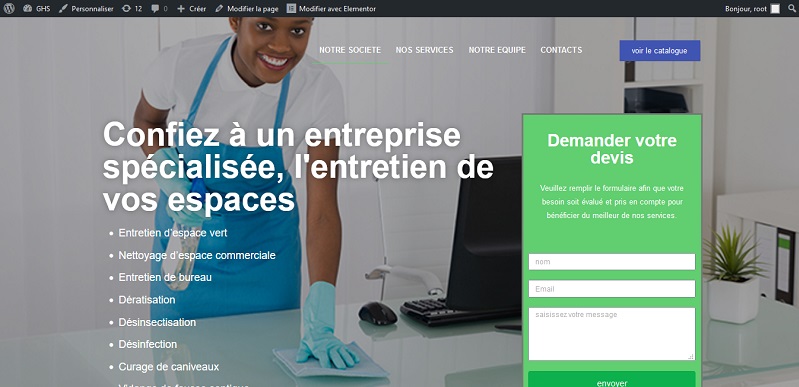 GHS Personnaliser 12 0 Créer Modifier la page Modifier avec Elementor Bonjour, root
NOTRE SOCIETE NOS SERVICES NOTRE EQUIPE CONTACTS voir le catalogue
Confiez à un entreprise
spécialisée, l'entretien de
vos espaces
Entretien d'espace vert
Nettoyage d'espace commerciale
Entretien de bureau
Dératisation
Désinsectisation
Désinfection
Curage de caniveaux
Vidange de fosses septique
Demander votre
devis
Veuillez remplir le formulaire afin que votre
besoin soit évalué et pris en compte pour
bénéficier du meilleur de nos services.
nom
Email
saisissez votre message
envoyer